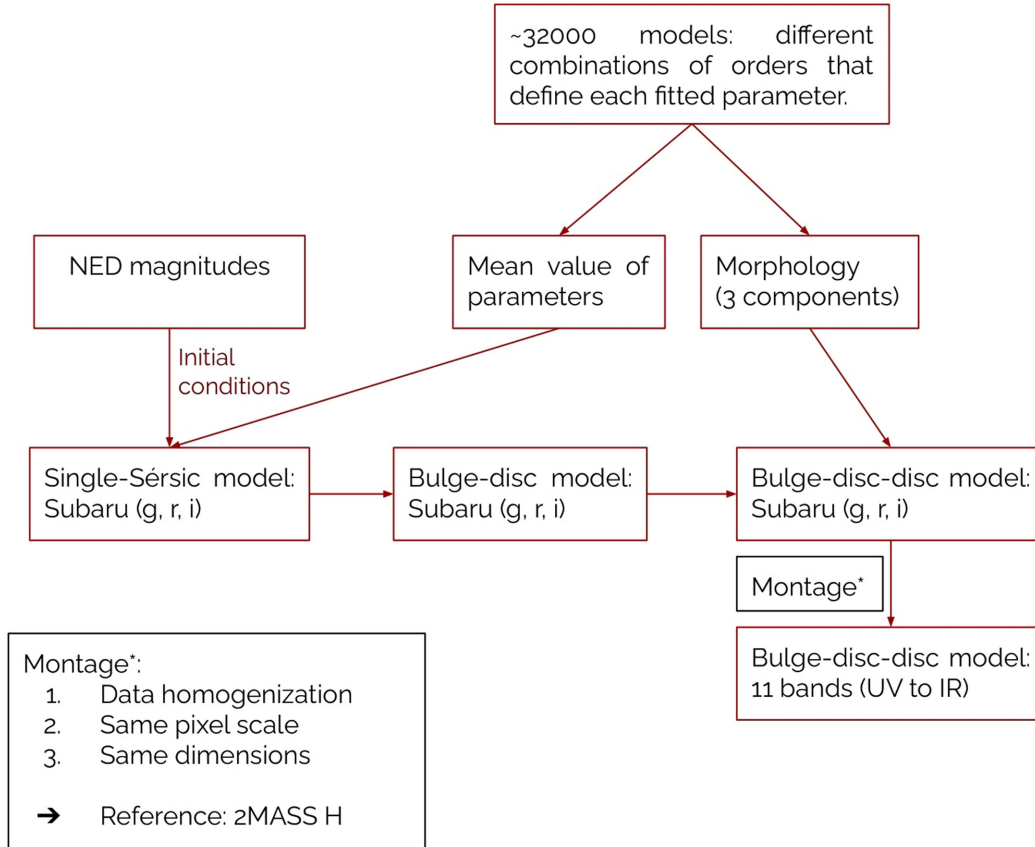 ~32000 models: different
combinations of orders that
define each fitted parameter.
NED magnitudes
Mean value of
parameters
Morphology
(3 components)
Initial
conditions
Single-Sérsic model:
Subaru (g, r, i)
Bulge-disc model:
Subaru (g, r, i)
Bulge-disc-disc model:
Subaru (g, r, i)
Montage*
Bulge-disc-disc model:
11 bands (UV to IR)
Montage*:
1. Data homogenization
2. Same pixel scale
3. Same dimensions
➔ Reference: 2MASS H